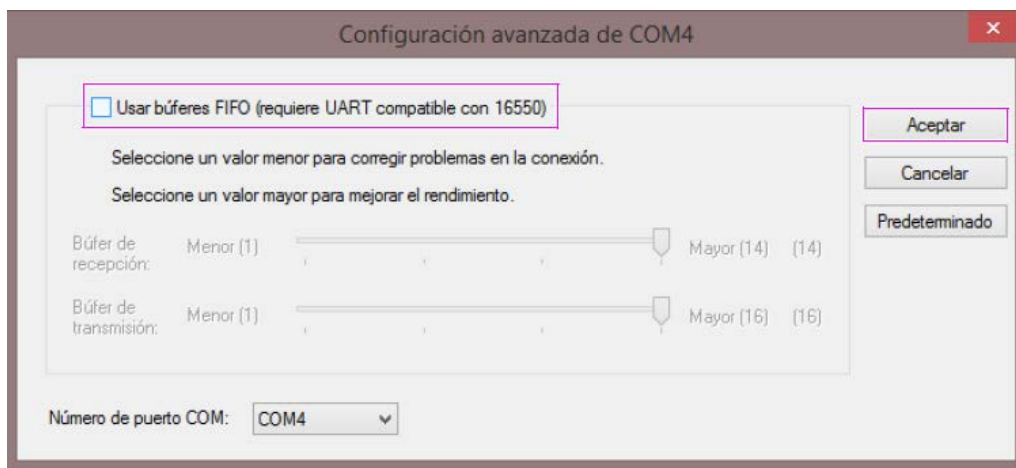 Configuración avanzada de COM4
Usar búferes FIFO (requiere UART compatible con 16550)
Seleccione un valor menor para corregir problemas en la conexión.
Seleccione un valor mayor para mejorar el rendimiento.
Búfer de recepción: Menor (1) Mayor (14) (14)
Búfer de transmisión: Menor (1) Mayor (16) (16)
Número de puerto COM: COM4
Aceptar
Cancelar
Predeterminado